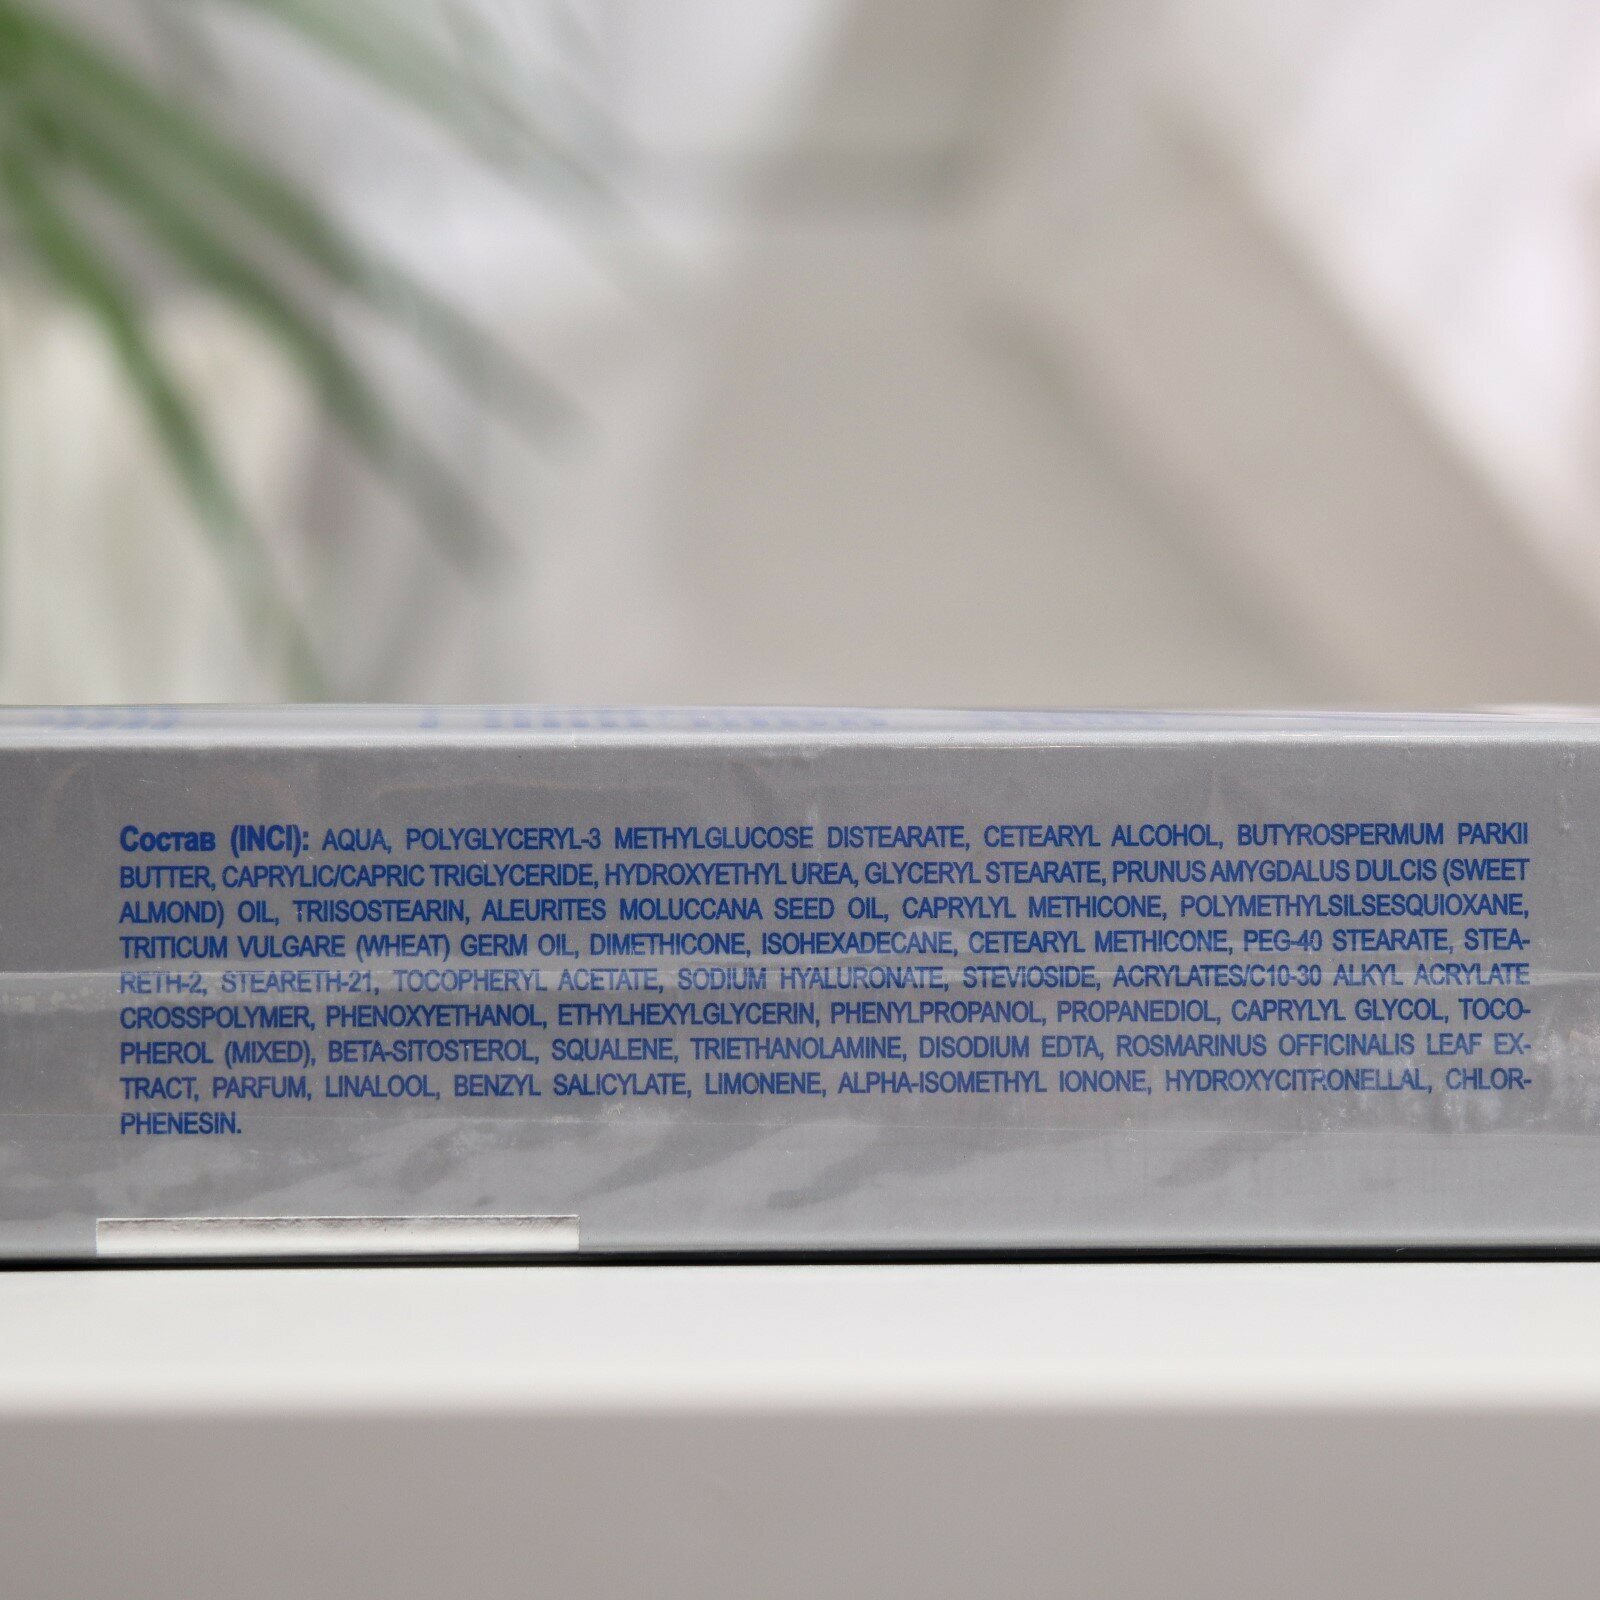 Состав (INCI): AQUA, POLYGLYCERYL-3 METHYLGLUCOSE DISTEARATE, CETEARYL ALCOHOL, BUTYROSPERMUM PARKII
BUTTER, CAPRYLIC/CAPRIC TRIGLYCERIDE, HYDROXYETHYL UREA, GLYCERYL STEARATE, PRUNUS AMYGDALUS DULCIS (SWEET
ALMOND) OIL, TRIISOSTEARIN, ALEURITES MOLUCCANA SEED OIL, CAPRYLYL METHICONE, POLYMETHYLSILSESQUIOXANE,
TRITICUM VULGARE (WHEAT) GERM OIL, DIMETHICONE, ISOHEXADECANE, CETEARYL METHICONE, PEG-40 STEARATE, STEA-
RETH-2, STEARETH-21, TOCOPHERYL ACETATE, SODIUM HYALURONATE, STEVIOSIDE, ACRYLATES/C10-30 ALKYL ACRYLATE
CROSSPOLYMER, PHENOXYETHANOL, ETHYLHEXYLGLYCERIN, PHENYLPROPANOL, PROPANEDIOL, CAPRYLYL GLYCOL, TOCO-
PHEROL (MIXED), BETA-SITOSTEROL, SQUALENE, TRIETHANOLAMINE, DISODIUM EDTA, ROSMARINUS OFFICINALIS LEAF EX-
TRACT, PARFUM, LINALOOL, BENZYL SALICYLATE, LIMONENE, ALPHA-ISOMETHYL IONONE, HYDROXYCITRONELLAL, CHLOR-
PHENESIN.